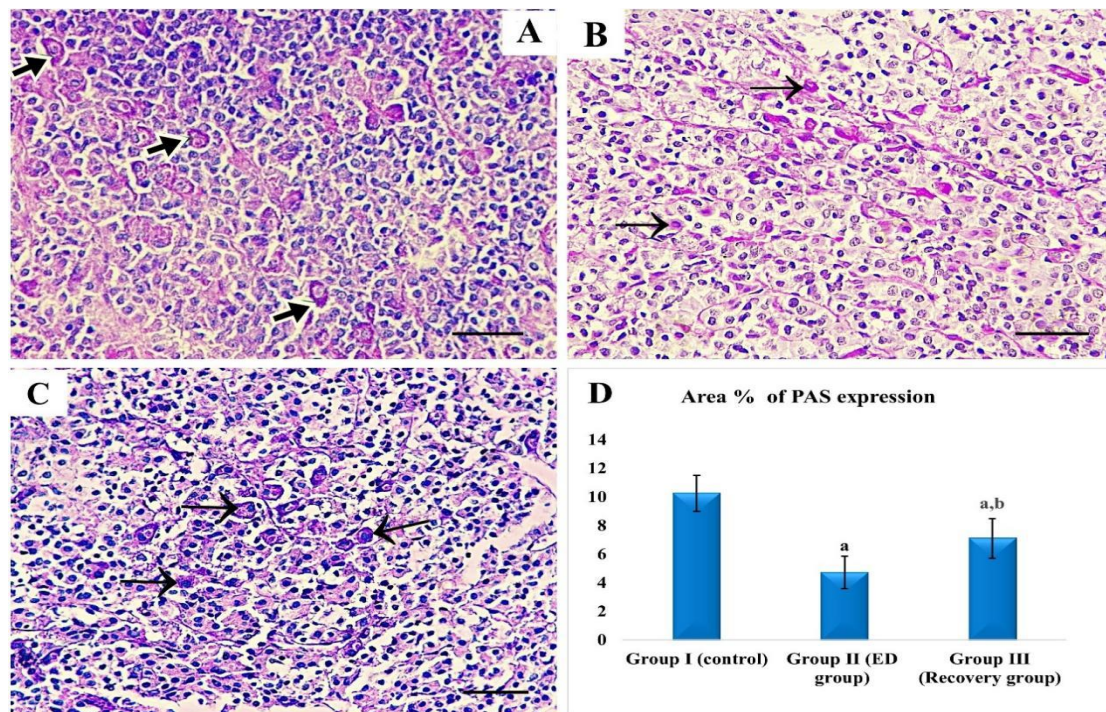 A
B
C
D
Area % of PAS expression
14
12
10
8
6
4
2
0
a
a,b
Group I (control)
Group II (ED
group)
Group III
(Recovery group)